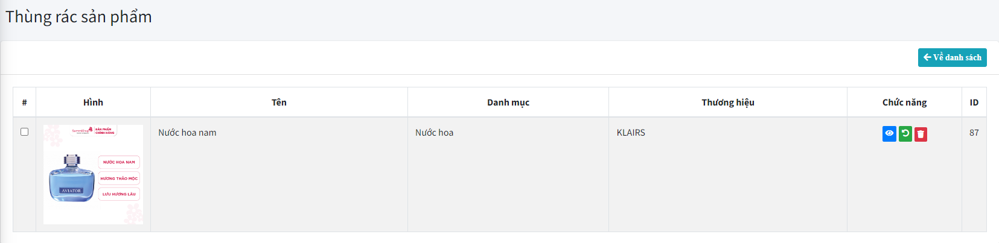 Thùng rác sản phẩm
Về danh sách
# Hình Tên Danh mục Thương hiệu Chức năng ID
SammiShop SẢN PHẨM
CHÍNH HÃNG
Nước hoa nam Nước hoa KLAIRS 87
NƯỚC HOA NAM
HƯƠNG THẢO MỘC
AVIATOR
LƯU HƯƠNG LÂU